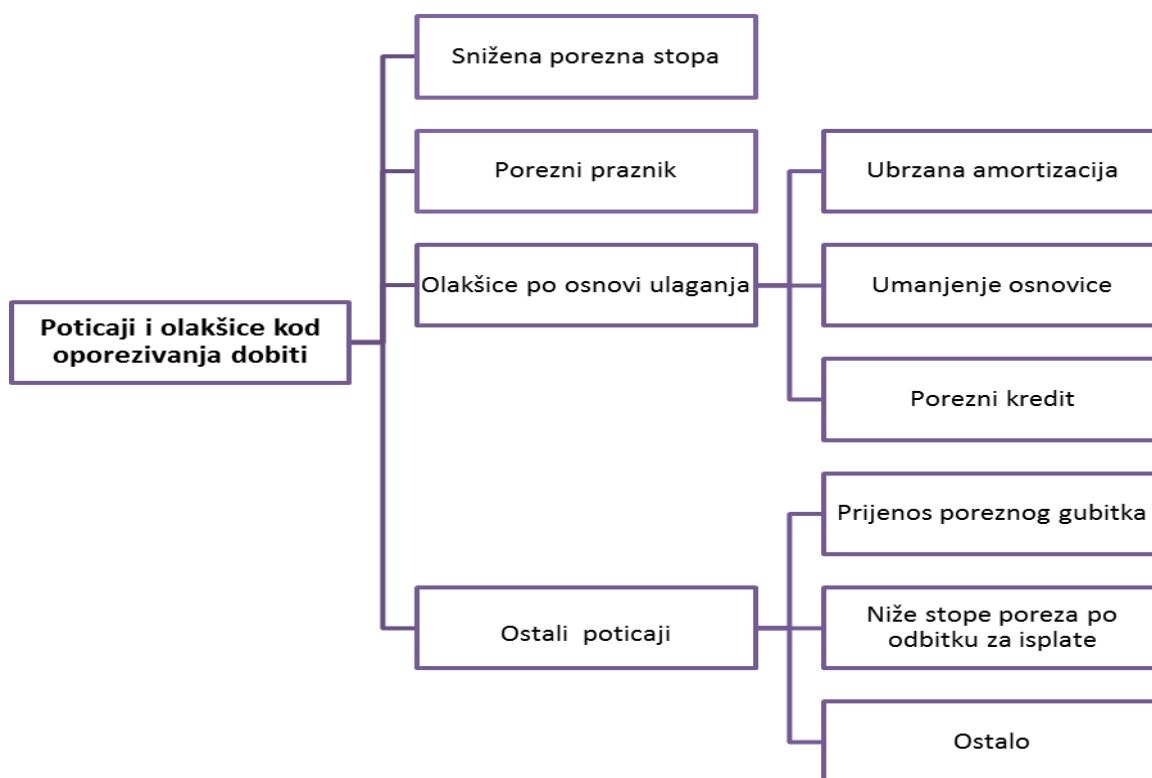 Poticaji i olakšice kod
oporezivanja dobiti
Snižena porezna stopa
Porezni praznik
Olakšice po osnovi ulaganja
Ubrzana amortizacija
Umanjenje osnovice
Porezni kredit
Ostali poticaji
Prijenos poreznog gubitka
Niže stope poreza po
odbitku za isplate
Ostalo